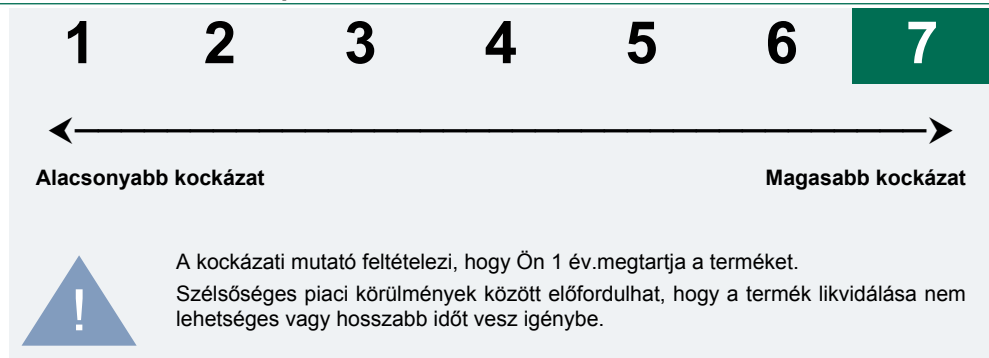 1 2 3 4 5 6 7
Alacsonyabb kockázat Magasabb kockázat
A kockázati mutató feltételezi, hogy Ön 1 év.megtartja a terméket.
Szélsőséges piaci körülmények között előfordulhat, hogy a termék likvidálása nem
lehetséges vagy hosszabb időt vesz igénybe.
!